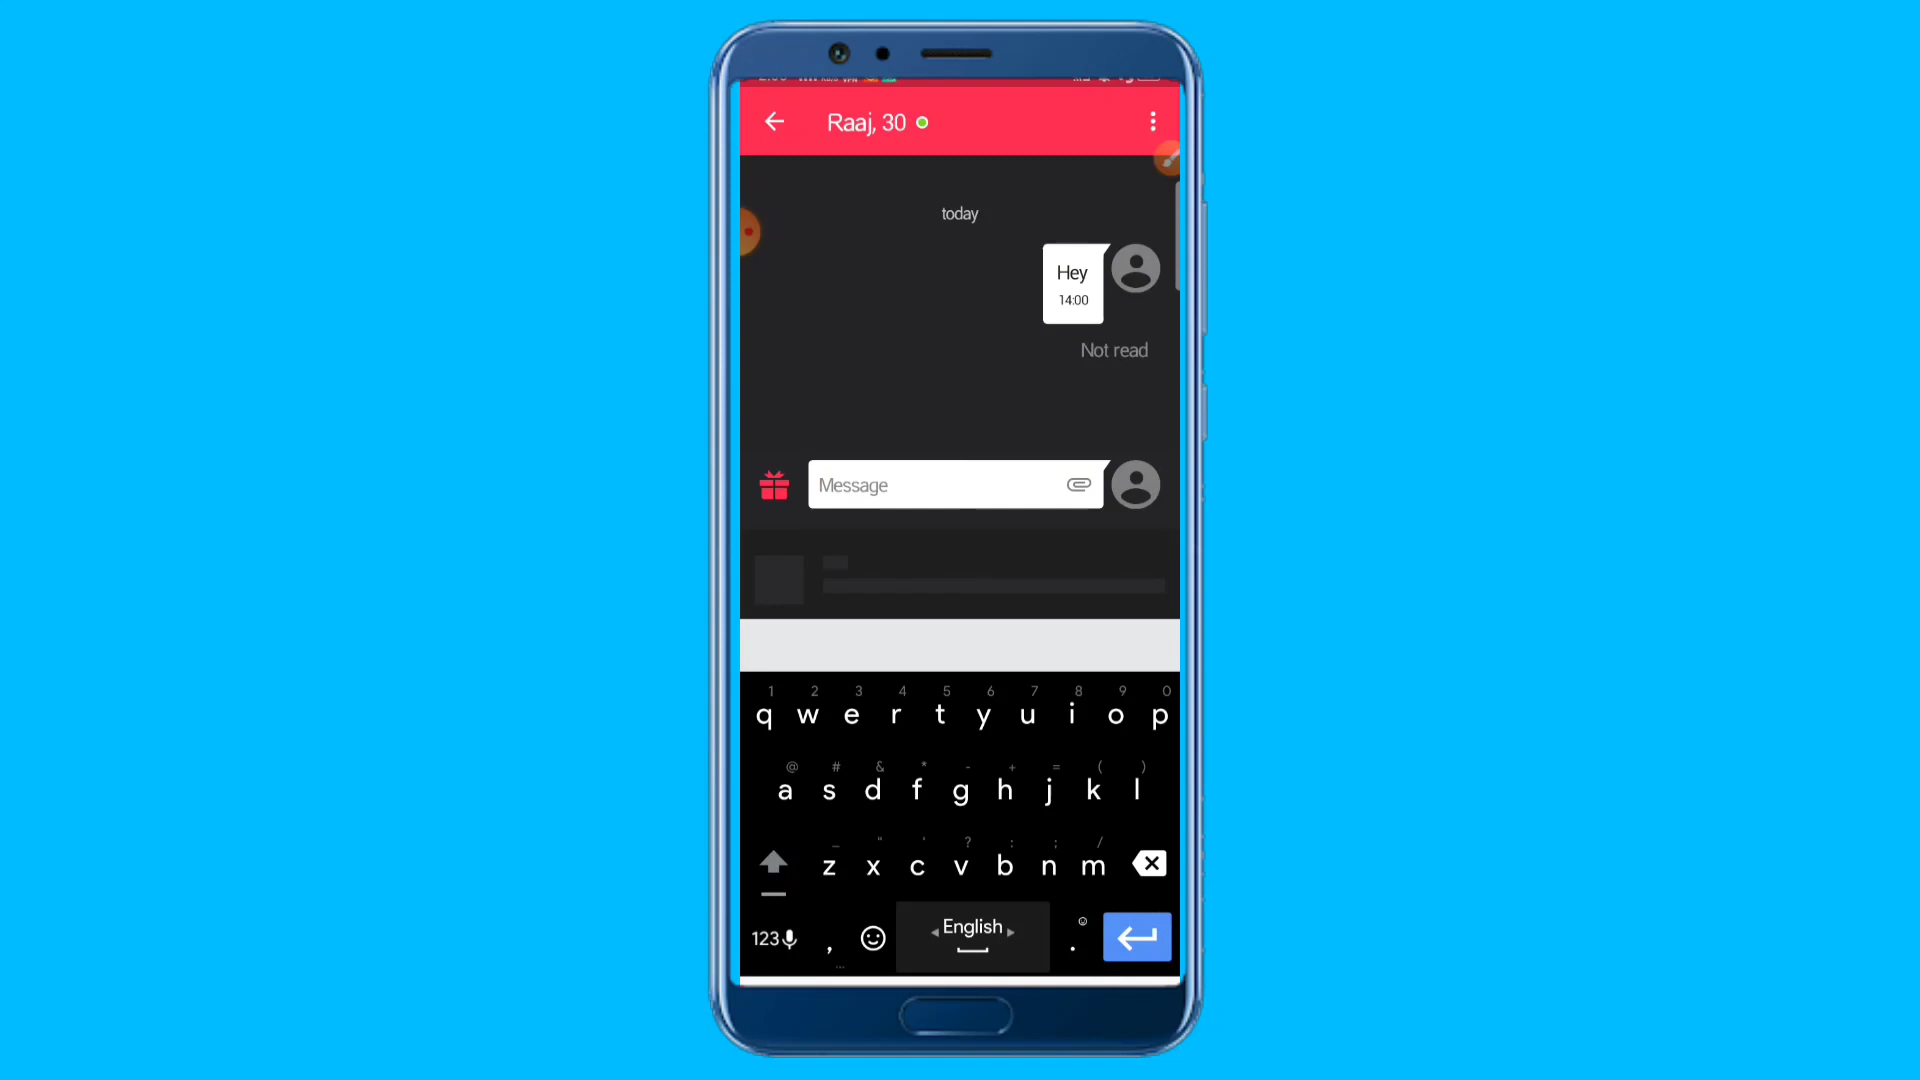 Raaj, 30
today
Hey
14:00
Not read
Message
1 2 3 4 5 6 7 8 9 0
q w e r t y u i o p
@ # & * - + = ( )
a s d f g h j k l
_ " ' ? : ; /
z x c v b n m
123 , English .